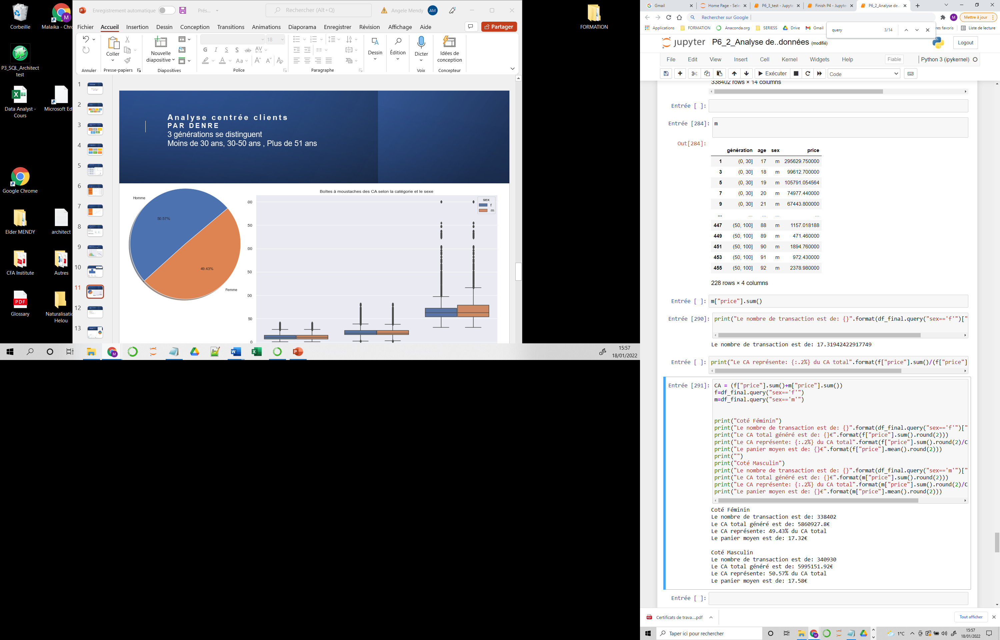 Corbeille
Malaika - Chro
P3_SQL_Architect
test
Data Analyst -
Cours
Microsoft Ed
Google Chrome
Elder MENDY
architect
CFA Institute
Autres
PDF
Glossary
Naturalisati
Helou
FORMATION
Enregistrement automatique
Prés...
Rechercher (Alt+Q)
Angele Mendy
AM
Fichier Accueil Insertion Dessin Conception Transitions Animations Diaporama Enregistrer Révision Affichage Aide
Partager
Coller
Nouvelle
diapositive
18
G I S S ab AV
A Aa A A
Dessin
Édition
Dicter
Idées de
conception
Annuler Presse-papiers Diapositives Police Paragraphe Voix Concepteur
1
2
3
4
5
6
7
8
9
10
11
12
13
Analyse centrée clients
PAR DENRE
3 générations se distinguent
Moins de 30 ans, 30-50 ans , Plus de 51 ans
Homme
50.57%
49.43%
Femme
Boîtes à moustaches des CA selon la catégorie et le sexe
sex
f
m
00
50
00
50
00
50
0
15:57
18/01/2022
Gmail
Home Page - Sele
P6_3_test - Jupyte
Finish P4 - Jupyter
P6_2_Analyse de..
Rechercher sur Google
M
Mettre à jour
Applications FORMATION Anaconda.org SERIESS Drive Gmail
query 3/14
res favoris Liste de lecture
jupyter P6_2_Analyse de..données (modifié)
Logout
File Edit View Insert Cell Kernel Widgets Help
Fiable
Python 3 (ipykernel)
Exécuter
Code
338402 rows × 14 columns
Entrée [ ]:
Entrée [284]: m
Out[284]:
génération age sex price
1 (0, 30] 17 m 295629.750000
3 (0, 30] 18 m 99612.700000
5 (0, 30] 19 m 105791.054564
7 (0, 30] 20 m 74977.440000
9 (0, 30] 21 m 67443.800000
... ... ... ... ...
447 (50, 100] 88 m 1157.018188
449 (50, 100] 89 m 471.460000
451 (50, 100] 90 m 1894.760000
453 (50, 100] 91 m 972.430000
455 (50, 100] 92 m 2378.980000
228 rows × 4 columns
Entrée [ ]: m["price"].sum()
Entrée [290]: print("Le nombre de transaction est de: {}".format(df_final.query("sex=='f'")["
Le nombre de transaction est de: 17.31942422917749
Entrée [ ]: print("Le CA représente: {:.2%} du CA total".format(f["price"].sum()/(f["price"]
Entrée [291]: CA = (f["price"].sum()+m["price"].sum())
f=df_final.query("sex=='f'")
m=df_final.query("sex=='m'")
print("Coté Féminin")
print("Le nombre de transaction est de: {}".format(df_final.query("sex=='f'")["
print("Le CA total généré est de: {}€".format(f["price"].sum().round(2)))
print("Le CA représente: {:.2%} du CA total".format(f["price"].sum().round(2)/C
print("Le panier moyen est de: {}€".format(f["price"].mean().round(2)))
print("")
print("Coté Masculin")
print("Le nombre de transaction est de: {}".format(df_final.query("sex=='m'")["
print("Le CA total généré est de: {}€".format(m["price"].sum().round(2)))
print("Le CA représente: {:.2%} du CA total".format(m["price"].sum().round(2)/C
print("Le panier moyen est de: {}€".format(m["price"].mean().round(2)))
Coté Féminin
Le nombre de transaction est de: 338402
Le CA total généré est de: 5860927.8€
Le CA représente: 49.43% du CA total
Le panier moyen est de: 17.32€
Coté Masculin
Le nombre de transaction est de: 340930
Le CA total généré est de: 5995151.92€
Le CA représente: 50.57% du CA total
Le panier moyen est de: 17.58€
Entrée [ ]:
Certificats de trava....pdf
Tout afficher
Taper ici pour rechercher
1°C
15:57
18/01/2022